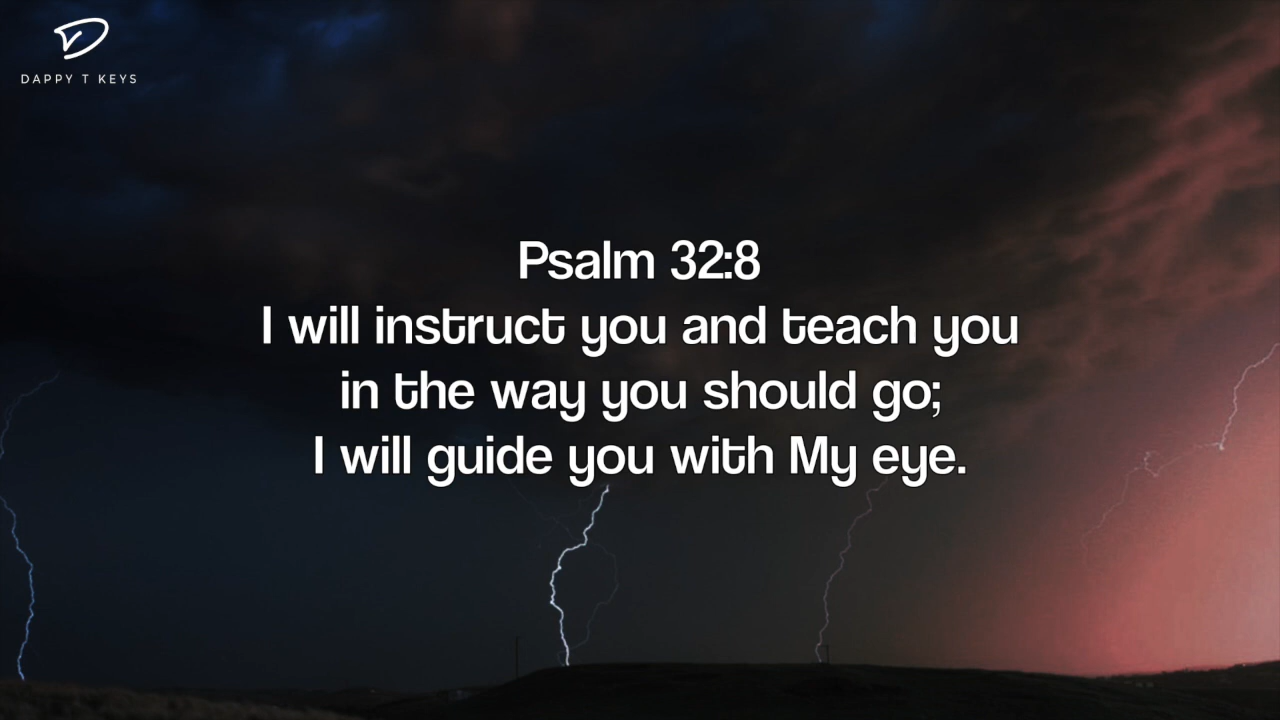 DAPPY T KEYS
Psalm 32:8
I will instruct you and teach you
in the way you should go;
I will guide you with My eye.